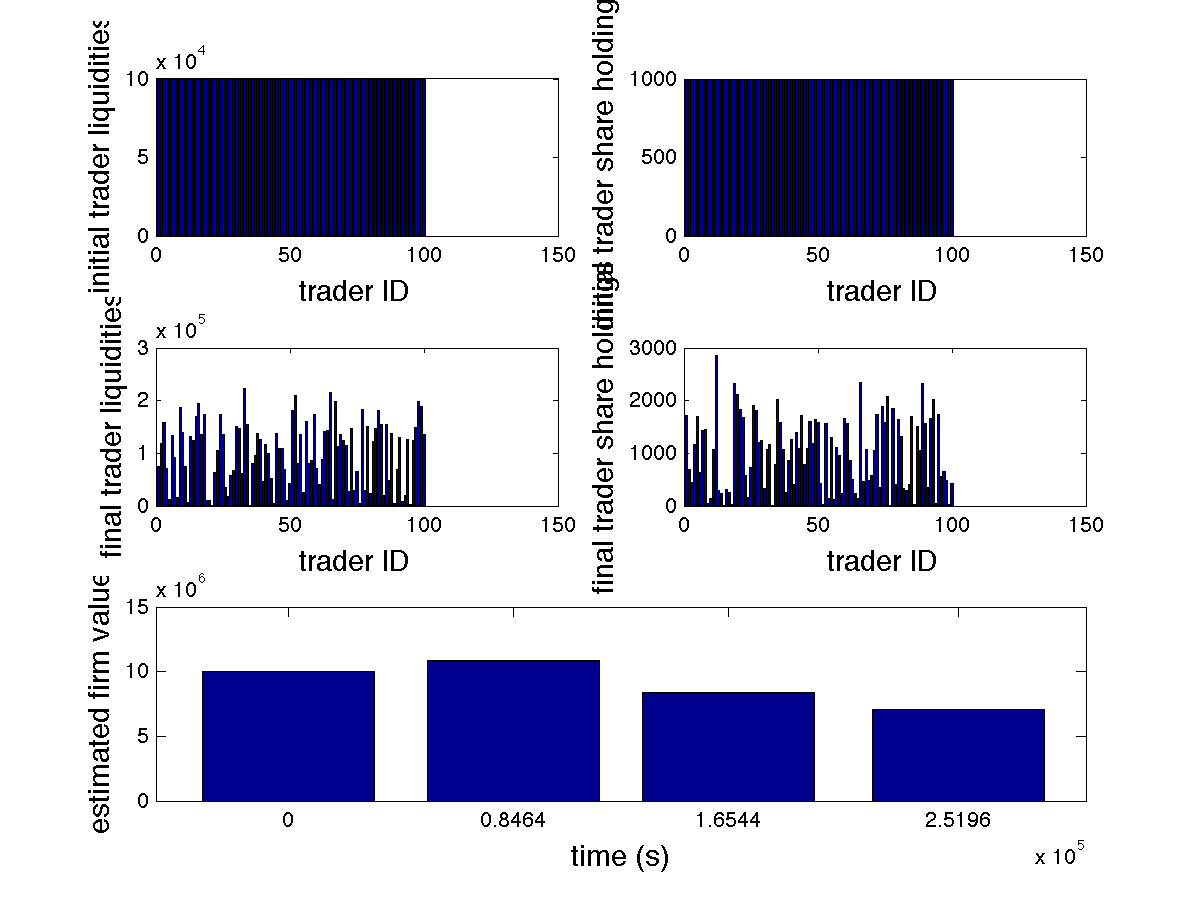 initial trader liquidities
x 10^4
10
5
0
0 50 100 150
trader ID
trader share holding
1000
500
0
0 50 100 150
trader ID
final trader liquidities
x 10^5
3
2
1
0
0 50 100 150
trader ID
final trader share holdings
3000
2000
1000
0
0 50 100 150
trader ID
estimated firm value
x 10^6
15
10
5
0
0 0.8464 1.6544 2.5196
time (s)
x 10^5